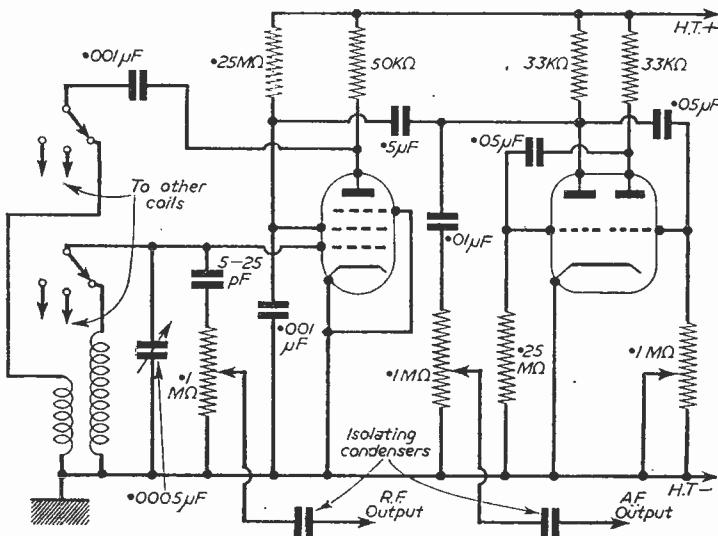 ·001µF
·25MΩ
50KΩ
33KΩ
33KΩ
H.T.+
·05µF
·5µF
·05µF
To other
coils
·01µF
5–25
pF
·001
µF
·1
MΩ
·1MΩ
·25
MΩ
·1MΩ
Isolating
condensers
·0005µF
R.F.
Output
A.F.
Output
H.T.–